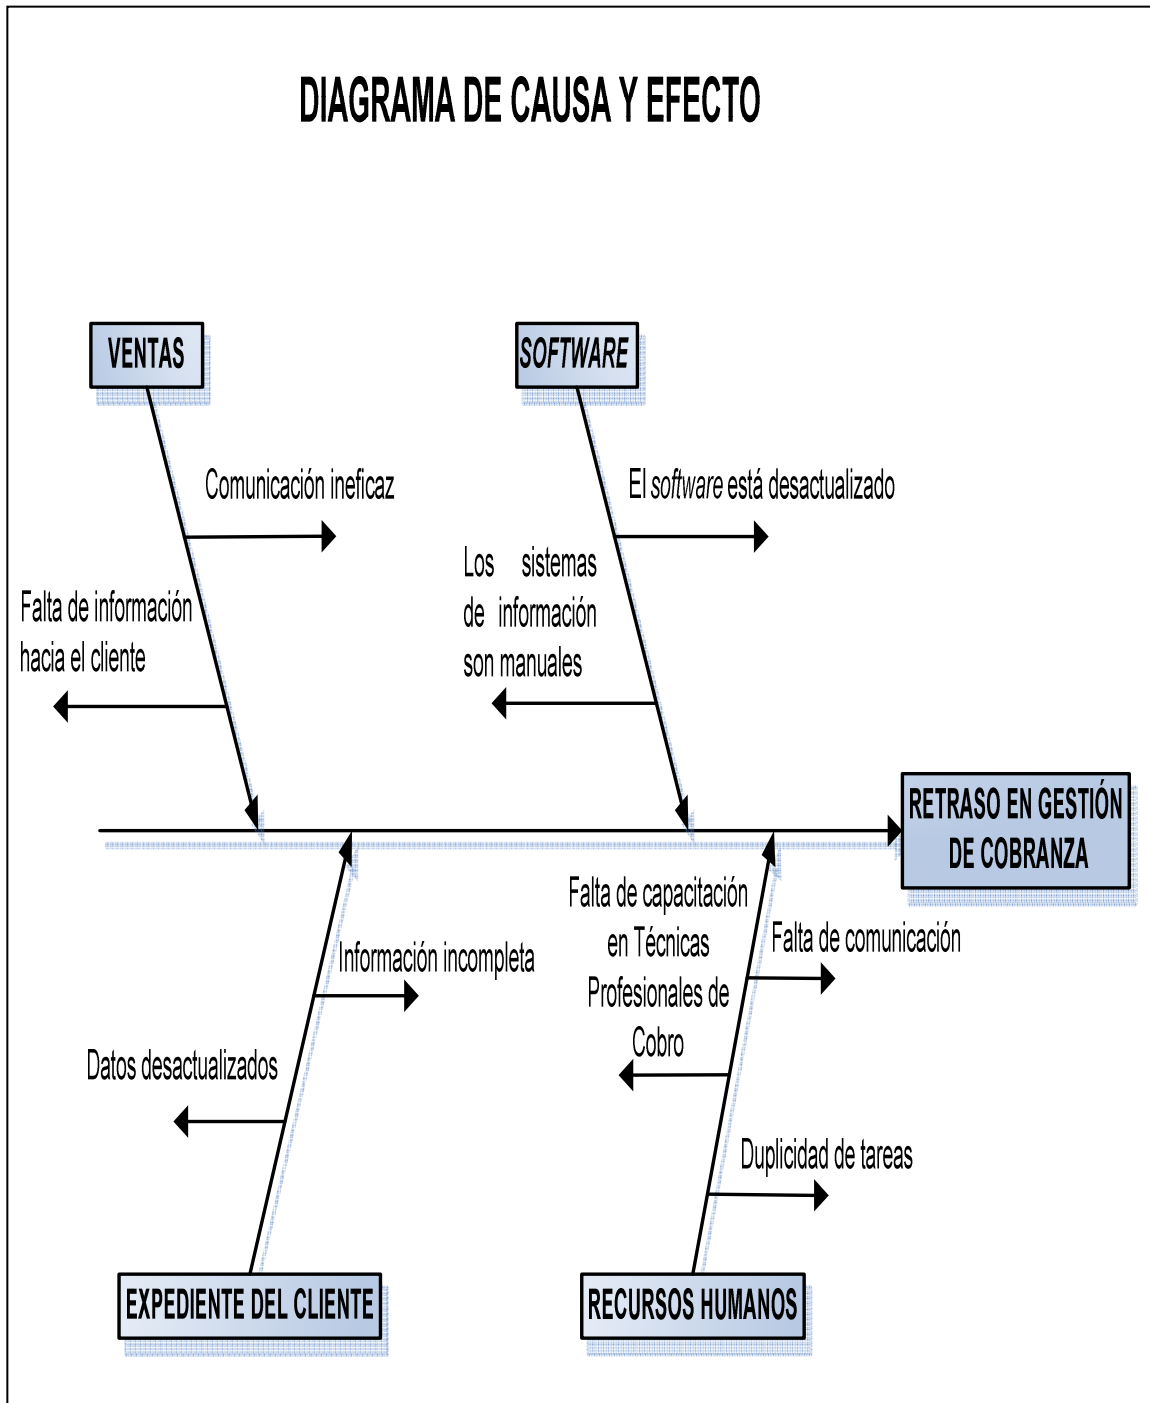 DIAGRAMA DE CAUSA Y EFECTO
VENTAS
SOFTWARE
Comunicación ineficaz
El software está desactualizado
Falta de información
hacia el cliente
Los sistemas
de información
son manuales
RETRASO EN GESTIÓN
DE COBRANZA
Información incompleta
Datos desactualizados
Falta de capacitación
en Técnicas
Profesionales de
Cobro
Falta de comunicación
Duplicidad de tareas
EXPEDIENTE DEL CLIENTE
RECURSOS HUMANOS